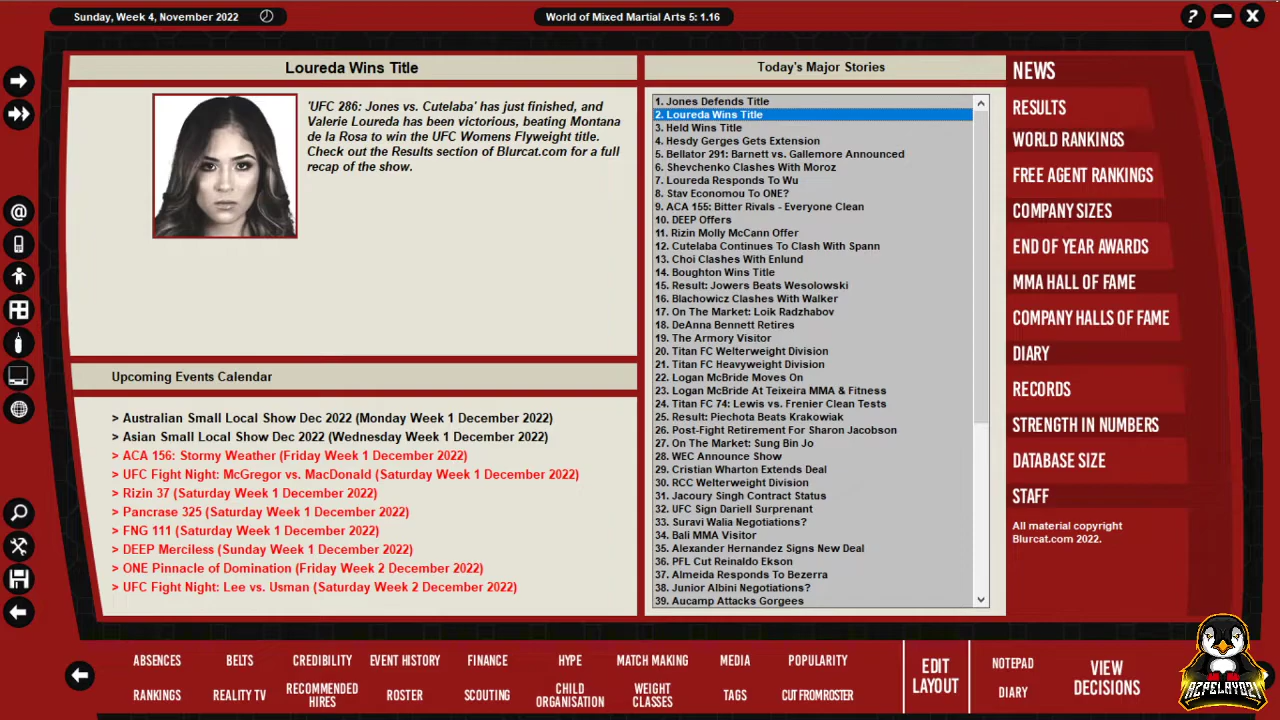 Sunday, Week 4, November 2022
World of Mixed Martial Arts 5: 1.16
?
Loureda Wins Title
'UFC 286: Jones vs. Cutelaba' has just finished, and
Valerie Loureda has been victorious, beating Montana
de la Rosa to win the UFC Womens Flyweight title.
Check out the Results section of Blurcat.com for a full
recap of the show.
Upcoming Events Calendar
> Australian Small Local Show Dec 2022 (Monday Week 1 December 2022)
> Asian Small Local Show Dec 2022 (Wednesday Week 1 December 2022)
> ACA 156: Stormy Weather (Friday Week 1 December 2022)
> UFC Fight Night: McGregor vs. MacDonald (Saturday Week 1 December 2022)
> Rizin 37 (Saturday Week 1 December 2022)
> Pancrase 325 (Saturday Week 1 December 2022)
> FNG 111 (Saturday Week 1 December 2022)
> DEEP Merciless (Sunday Week 1 December 2022)
> ONE Pinnacle of Domination (Friday Week 2 December 2022)
> UFC Fight Night: Lee vs. Usman (Saturday Week 2 December 2022)
Today's Major Stories
1. Jones Defends Title
2. Loureda Wins Title
3. Held Wins Title
4. Hesdy Gerges Gets Extension
5. Bellator 291: Barnett vs. Gallemore Announced
6. Shevchenko Clashes With Moroz
7. Loureda Responds To Wu
8. Stav Economou To ONE?
9. ACA 155: Bitter Rivals - Everyone Clean
10. DEEP Offers
11. Rizin Molly McCann Offer
12. Cutelaba Continues To Clash With Spann
13. Choi Clashes With Enlund
14. Boughton Wins Title
15. Result: Jowers Beats Wesolowski
16. Blachowicz Clashes With Walker
17. On The Market: Loik Radzhabov
18. DeAnna Bennett Retires
19. The Armory Visitor
20. Titan FC Welterweight Division
21. Titan FC Heavyweight Division
22. Logan McBride Moves On
23. Logan McBride At Teixeira MMA & Fitness
24. Titan FC 74: Lewis vs. Frenier Clean Tests
25. Result: Piechota Beats Krakowiak
26. Post-Fight Retirement For Sharon Jacobson
27. On The Market: Sung Bin Jo
28. WEC Announce Show
29. Cristian Wharton Extends Deal
30. RCC Welterweight Division
31. Jacoury Singh Contract Status
32. UFC Sign Dariell Surprenant
33. Suravi Walia Negotiations?
34. Bali MMA Visitor
35. Alexander Hernandez Signs New Deal
36. PFL Cut Reinaldo Ekson
37. Almeida Responds To Bezerra
38. Junior Albini Negotiations?
39. Aucamp Attacks Gorgees
NEWS
RESULTS
WORLD RANKINGS
FREE AGENT RANKINGS
COMPANY SIZES
END OF YEAR AWARDS
MMA HALL OF FAME
COMPANY HALLS OF FAME
DIARY
RECORDS
STRENGTH IN NUMBERS
DATABASE SIZE
STAFF
All material copyright
Blurcat.com 2022.
ABSENCES BELTS CREDIBILITY EVENT HISTORY FINANCE HYPE MATCH MAKING MEDIA POPULARITY
RANKINGS REALITY TV RECOMMENDED HIRES ROSTER SCOUTING CHILD ORGANISATION WEIGHT CLASSES TAGS CUT FROM ROSTER
EDIT LAYOUT
NOTEPAD
DIARY
VIEW DECISIONS
ACPELAYO21